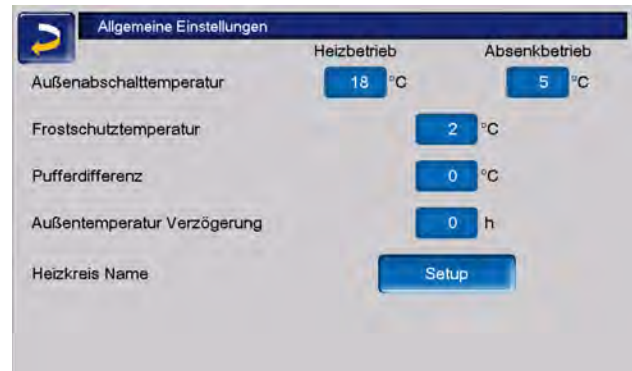 Allgemeine Einstellungen
Heizbetrieb Absenkbetrieb
Außenabschalttemperatur 18 °C 5 °C
Frostschutztemperatur 2 °C
Pufferdifferenz 0 °C
Außentemperatur Verzögerung 0 h
Heizkreis Name Setup